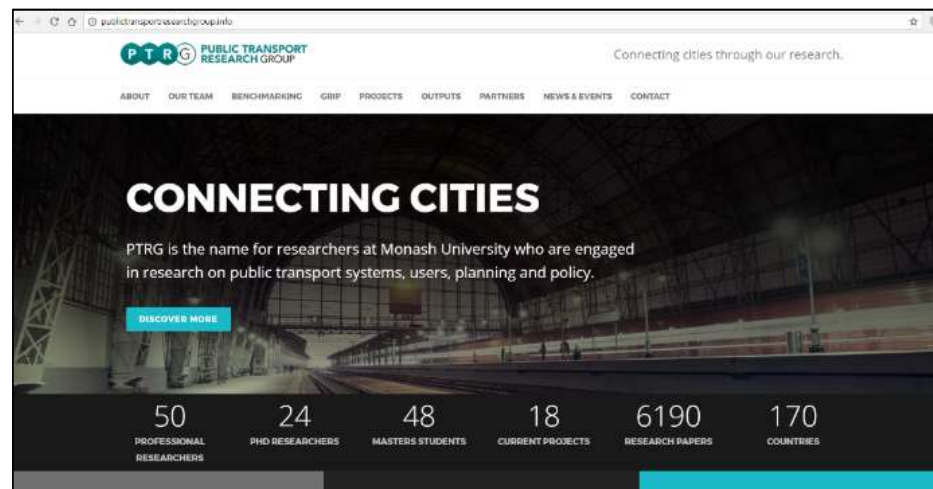 publictransportresearchgroup.info
PTRG PUBLIC TRANSPORT
RESEARCH GROUP
Connecting cities through our research.
ABOUT OUR TEAM BENCHMARKING GRIP PROJECTS OUTPUTS PARTNERS NEWS & EVENTS CONTACT
CONNECTING CITIES
PTRG is the name for researchers at Monash University who are engaged
in research on public transport systems, users, planning and policy.
DISCOVER MORE
50 24 48 18 6190 170
PROFESSIONAL PHD RESEARCHERS MASTERS STUDENTS CURRENT PROJECTS RESEARCH PAPERS COUNTRIES
RESEARCHERS